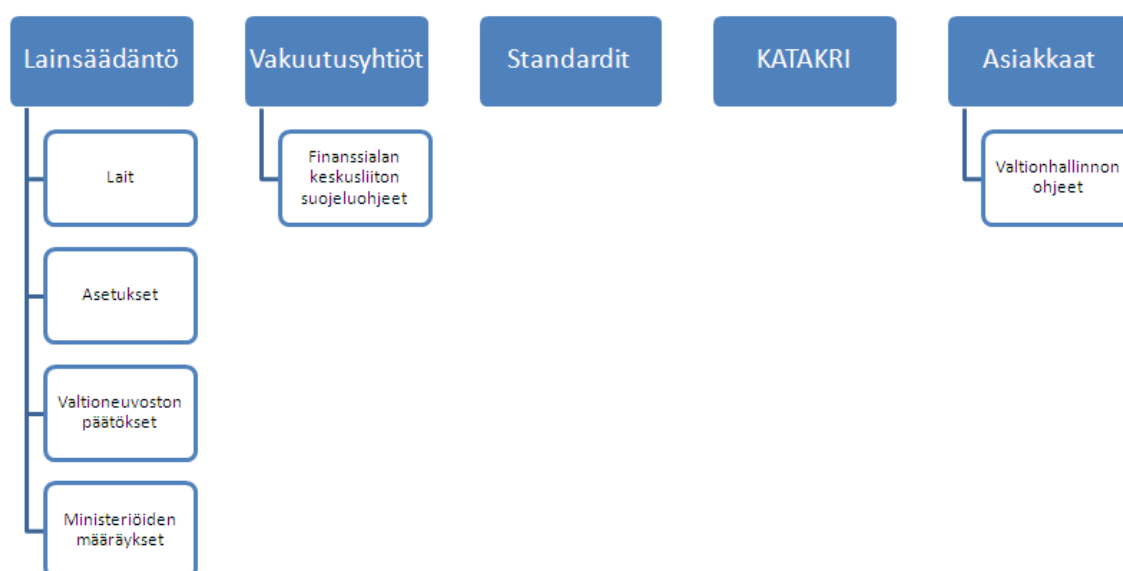 Lainsäädäntö
Lait
Asetukset
Valtioneuvoston
päätökset
Ministeriöiden
määräykset
Vakuutusyhtiöt
Finanssialan
keskusliiton
suojeluohjeet
Standardit
KATAKRI
Asiakkaat
Valtionhallinnon
ohjeet